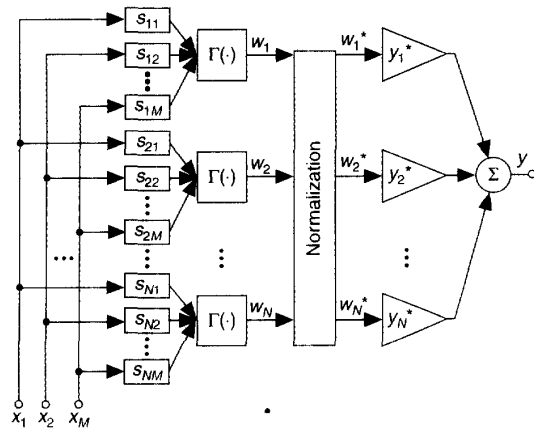 s11
s12
s1M
Γ(·)
w1
w1*
y1*
s21
s22
s2M
Γ(·)
w2
Normalization
w2*
y2*
Σ
y
sN1
sN2
sNM
Γ(·)
wN
wN*
yN*
x1 x2 xM